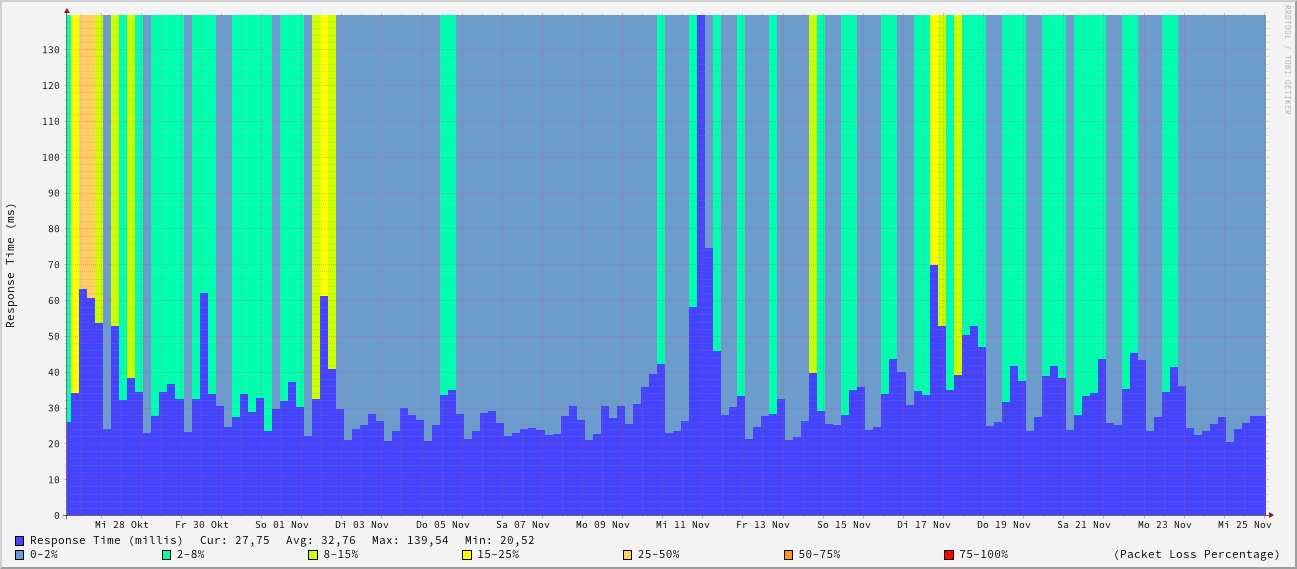 RRDTOOL / TOBI OETIKER
Response Time (ms)
130
120
110
100
90
80
70
60
50
40
30
20
10
0
Mi 28 Okt Fr 30 Okt So 01 Nov Di 03 Nov Do 05 Nov Sa 07 Nov Mo 09 Nov Mi 11 Nov Fr 13 Nov So 15 Nov Di 17 Nov Do 19 Nov Sa 21 Nov Mo 23 Nov Mi 25 Nov
Response Time (millis) Cur: 27,75 Avg: 32,76 Max: 139,54 Min: 20,52
0-2% 2-8% 8-15% 15-25% 25-50% 50-75% 75-100% (Packet Loss Percentage)